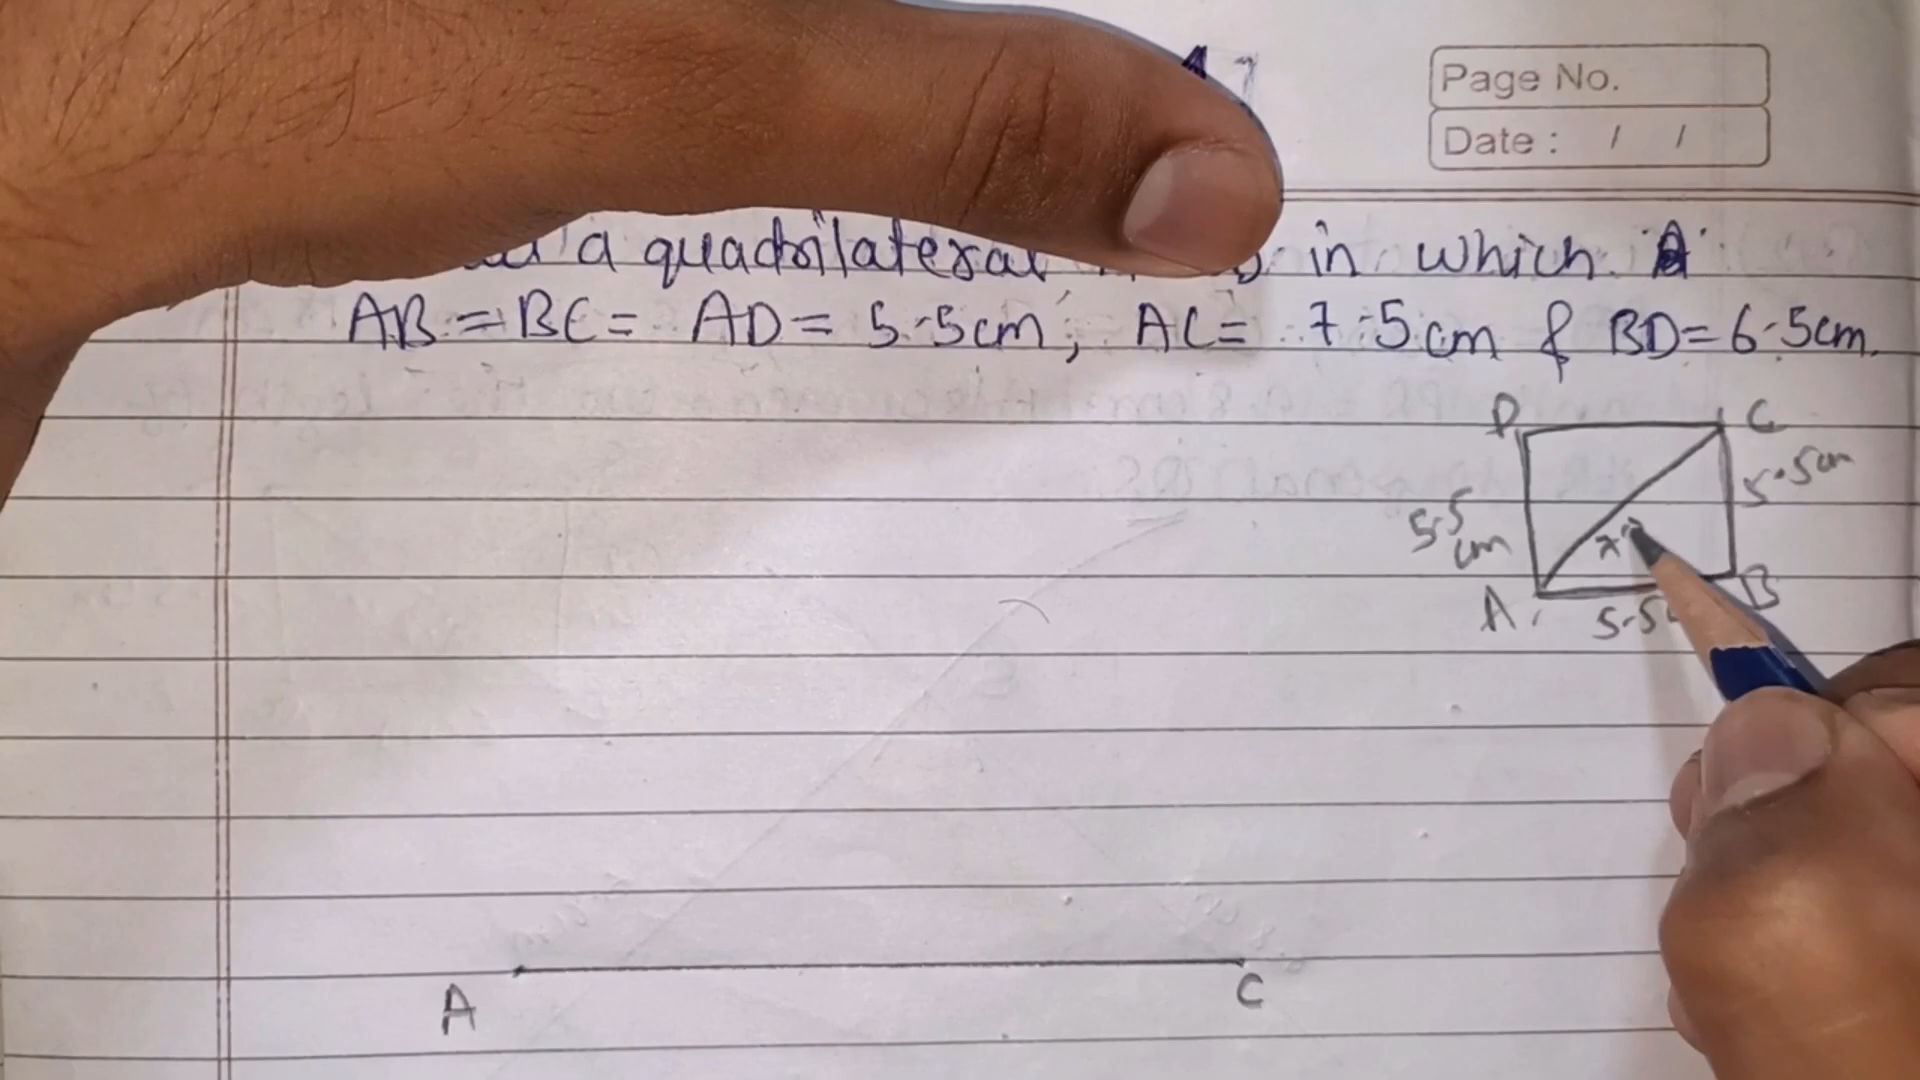 Page No.
Date : / /
a quadrilateral in which A
AB = BC = AD = 5.5cm, AC = 7.5cm & BD = 6.5cm.
D C
5.5cm
5.5
cm
A B
5.5
A C